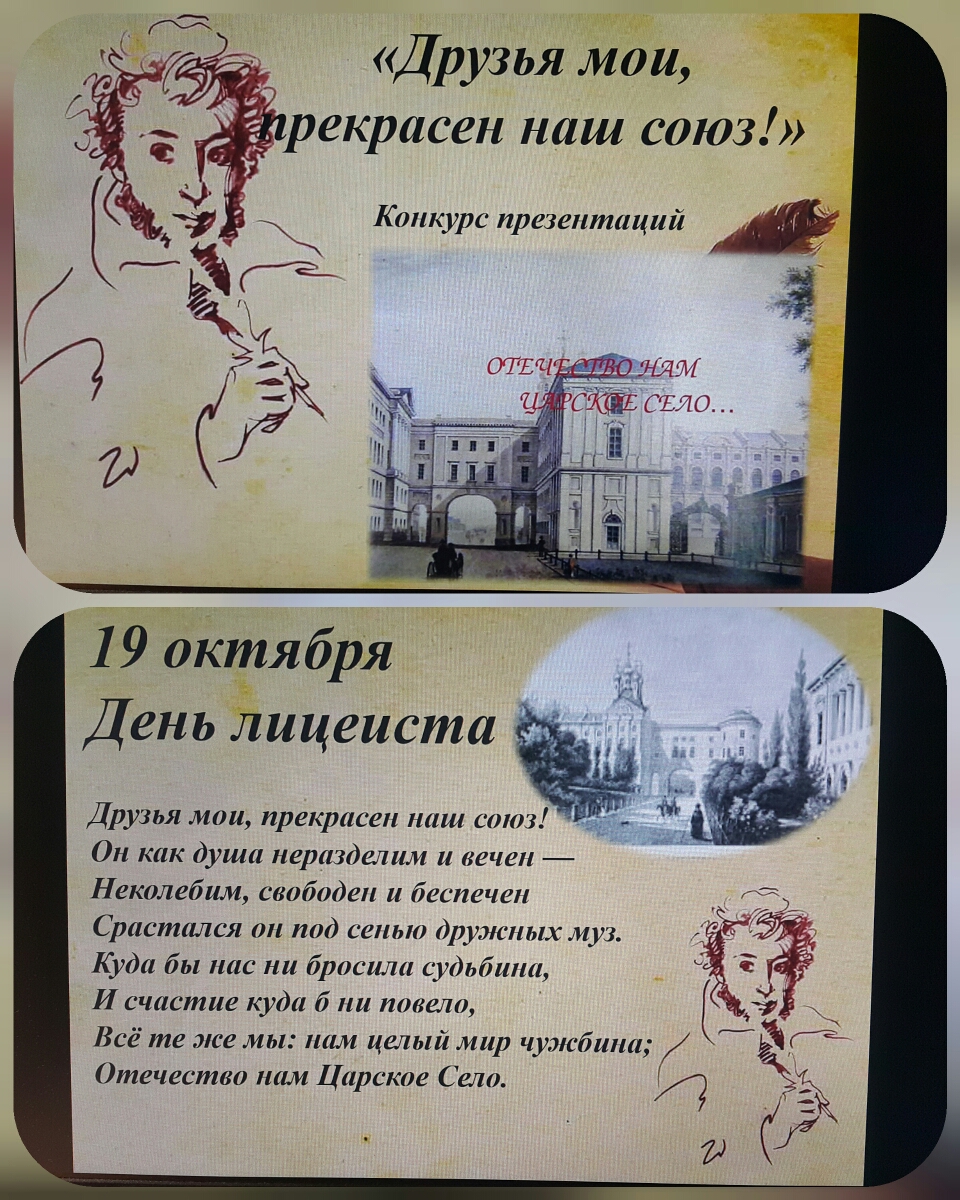 «Друзья мои,
прекрасен наш союз!»
Конкурс презентаций
ОТЕЧЕСТВО НАМ
ЦАРСКОЕ СЕЛО...
19 октября
День лицеиста
Друзья мои, прекрасен наш союз!
Он как душа неразделим и вечен —
Неколебим, свободен и беспечен
Срастался он под сенью дружных муз.
Куда бы нас ни бросила судьбина,
И счастие куда б ни повело,
Всё те же мы: нам целый мир чужбина;
Отечество нам Царское Село.